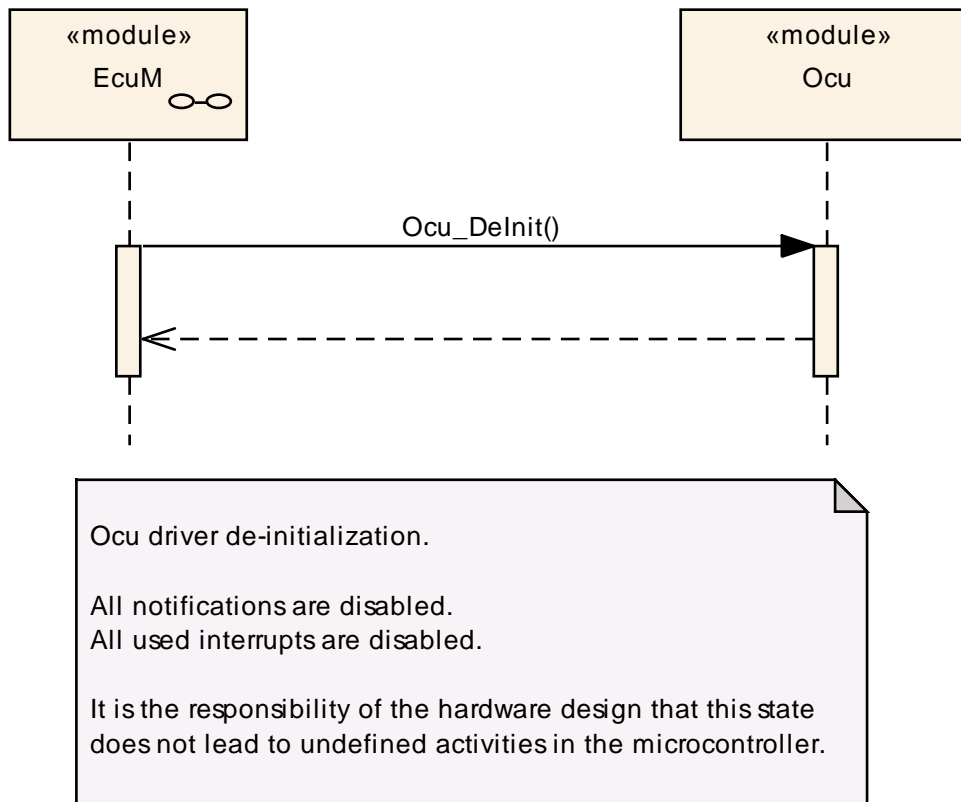 «module»
EcuM
«module»
Ocu
Ocu_DeInit()
Ocu driver de-initialization.
All notifications are disabled.
All used interrupts are disabled.
It is the responsibility of the hardware design that this state
does not lead to undefined activities in the microcontroller.